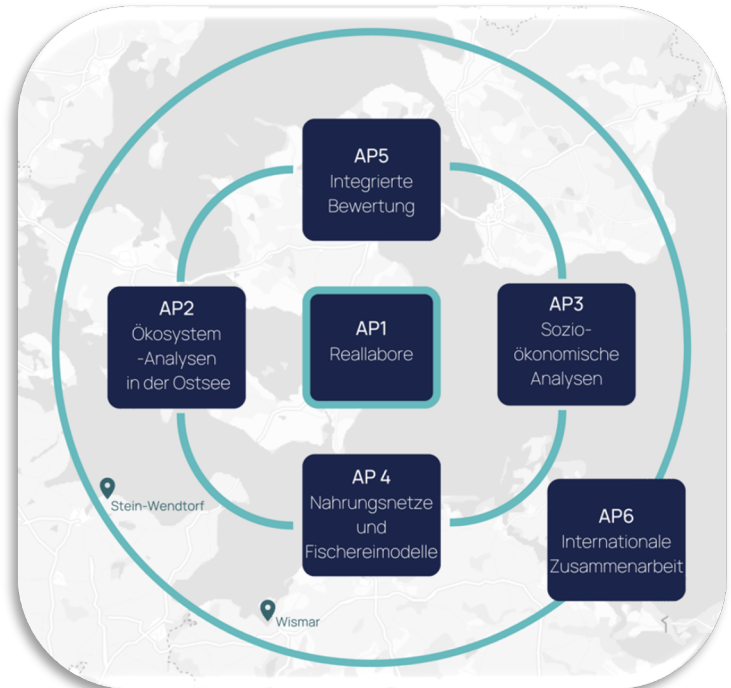 AP5
Integrierte
Bewertung
AP2
Ökosystem
-Analysen
in der Ostsee
AP1
Reallabore
AP3
Sozio-
ökonomische
Analysen
AP 4
Nahrungsnetze
und
Fischereimodelle
AP6
Internationale
Zusammenarbeit
Stein-Wendtorf
Wismar